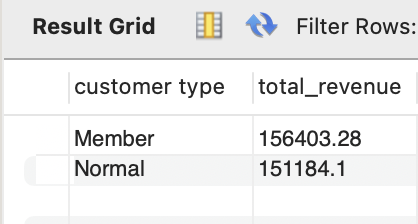 Result Grid Filter Rows:
customer type total_revenue
Member 156403.28
Normal 151184.1